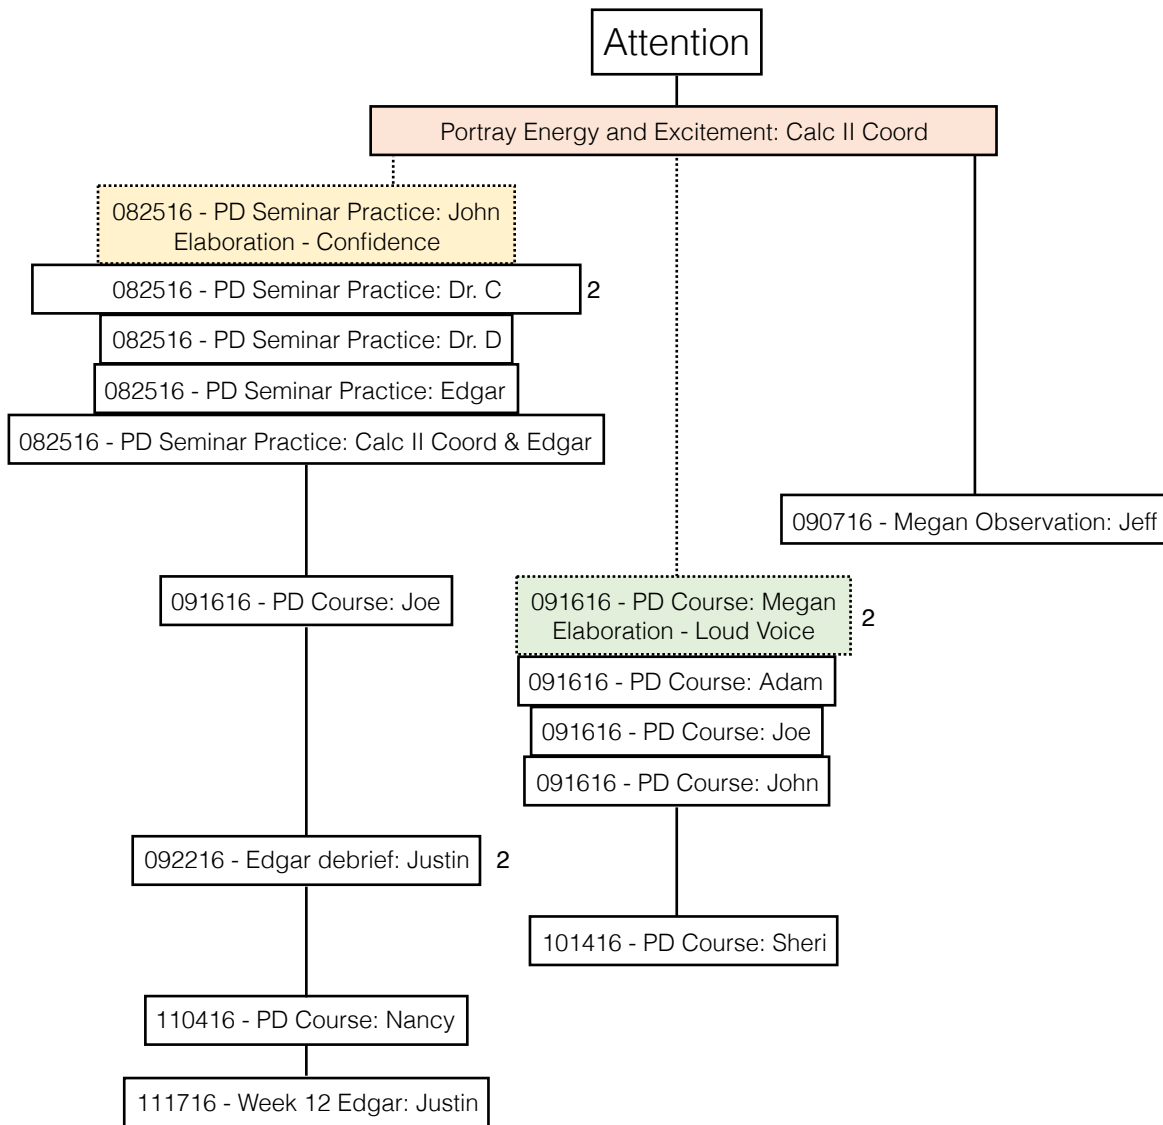 Attention
Portray Energy and Excitement: Calc II Coord
082516 - PD Seminar Practice: John
Elaboration - Confidence
082516 - PD Seminar Practice: Dr. C
2
082516 - PD Seminar Practice: Dr. D
082516 - PD Seminar Practice: Edgar
082516 - PD Seminar Practice: Calc II Coord & Edgar
090716 - Megan Observation: Jeff
091616 - PD Course: Joe
091616 - PD Course: Megan
Elaboration - Loud Voice
2
091616 - PD Course: Adam
091616 - PD Course: Joe
091616 - PD Course: John
092216 - Edgar debrief: Justin
2
101416 - PD Course: Sheri
110416 - PD Course: Nancy
111716 - Week 12 Edgar: Justin